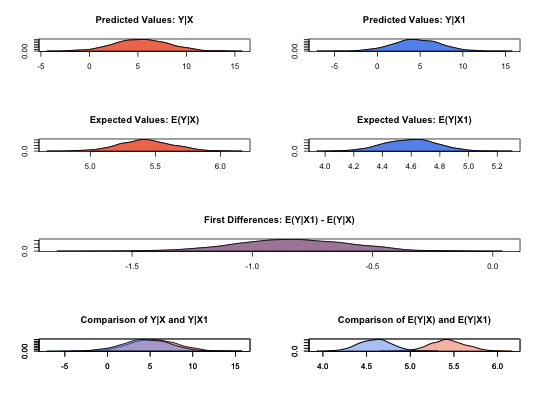 Predicted Values: Y|X
Predicted Values: Y|X1
0.00
-5 0 5 10 15
0.00
-5 0 5 10 15
Expected Values: E(Y|X)
Expected Values: E(Y|X1)
0.0
5.0 5.5 6.0
0.0
4.0 4.2 4.4 4.6 4.8 5.0 5.2
First Differences: E(Y|X1) - E(Y|X)
0.0
-1.5 -1.0 -0.5 0.0
Comparison of Y|X and Y|X1
Comparison of E(Y|X) and E(Y|X1)
0.00
-5 0 5 10 15
0.0
4.0 4.5 5.0 5.5 6.0